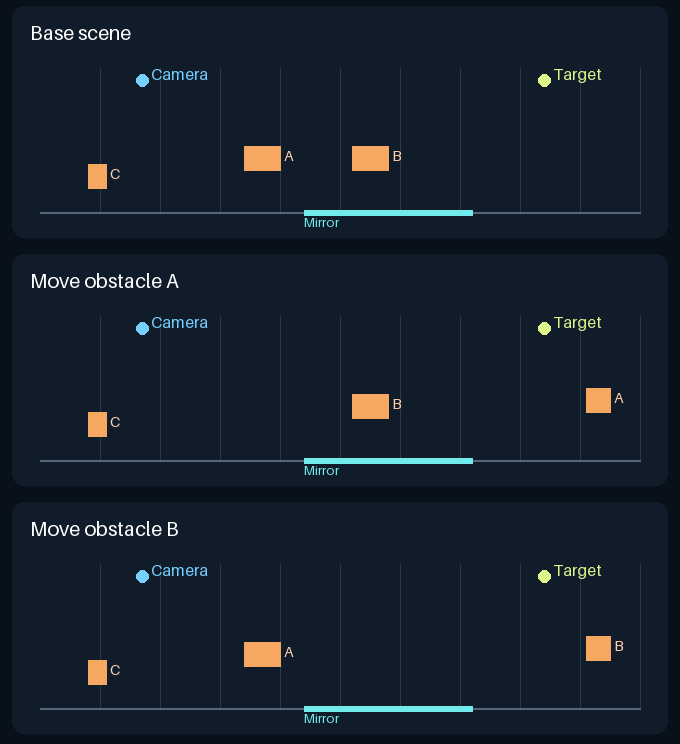 Base scene
Camera
Target
A
B
C
Mirror
Move obstacle A
Camera
Target
B
A
C
Mirror
Move obstacle B
Camera
Target
A
B
C
Mirror